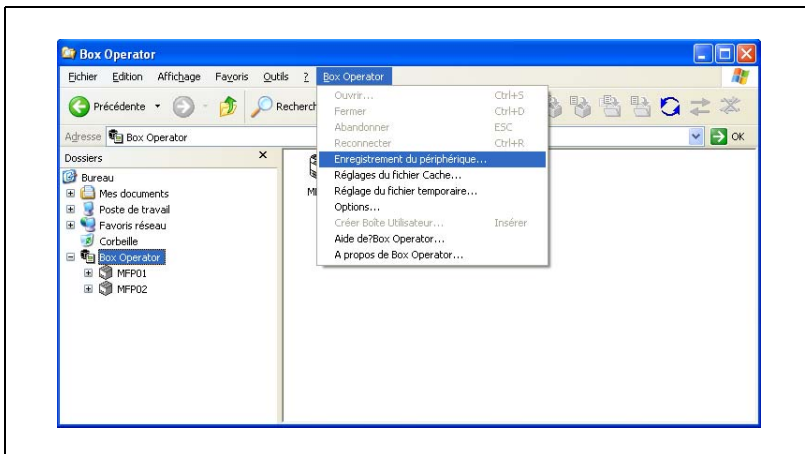 Box Operator
Fichier Edition Affichage Favoris Outils ? Box Operator
Précédente
Adresse Box Operator OK
Dossiers
Bureau
Mes documents
Poste de travail
Favoris réseau
Corbeille
Box Operator
MFP01
MFP02
Ouvrir... Ctrl+S
Fermer Ctrl+D
Abandonner ESC
Reconnecter Ctrl+R
Enregistrement du périphérique...
Réglages du fichier Cache...
Réglage du fichier temporaire...
Options...
Créer Boîte Utilisateur... Insérer
Aide de?Box Operator...
A propos de Box Operator...